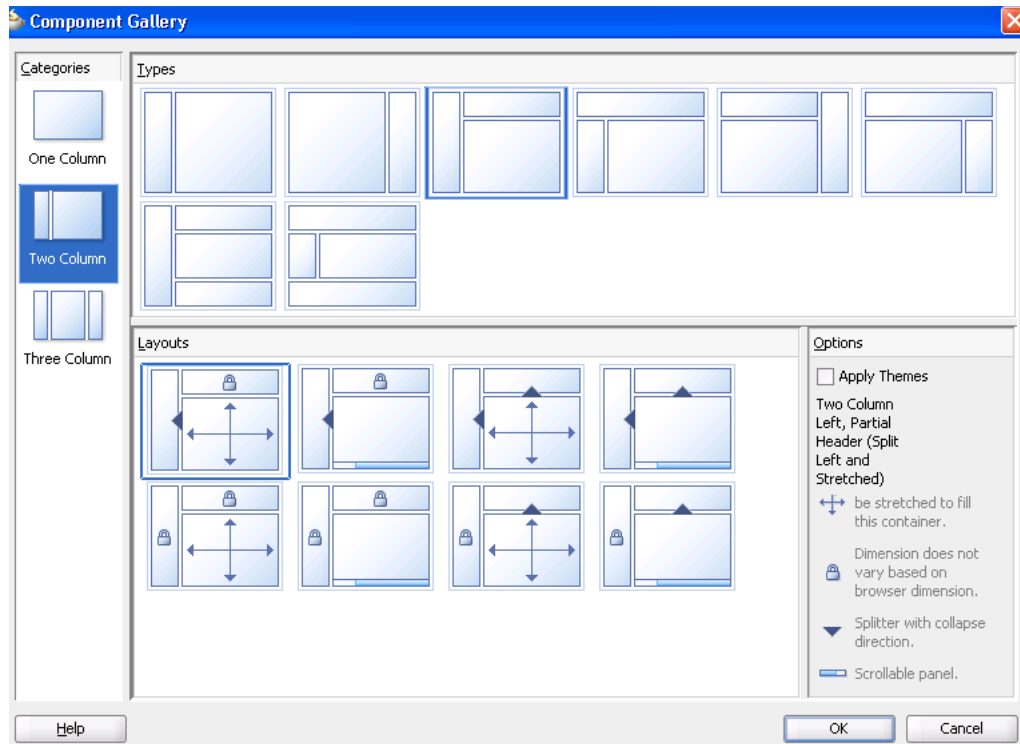 Component Gallery
Categories
One Column
Two Column
Three Column
Types
Layouts
Options
Apply Themes
Two Column
Left, Partial
Header (Split
Left and
Stretched)
be stretched to fill
this container.
Dimension does not
vary based on
browser dimension.
Splitter with collapse
direction.
Scrollable panel.
Help
OK
Cancel